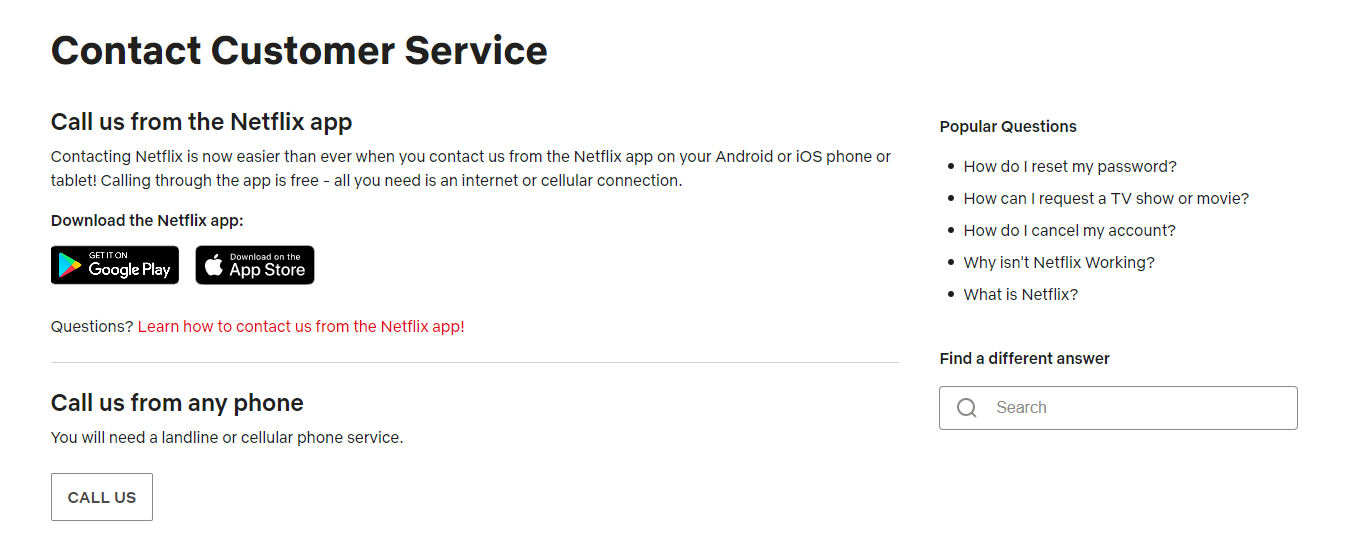 Contact Customer Service
Call us from the Netflix app
Contacting Netflix is now easier than ever when you contact us from the Netflix app on your Android or iOS phone or
tablet! Calling through the app is free - all you need is an internet or cellular connection.
Download the Netflix app:
GET IT ON
Google Play
Download on the
App Store
Questions? Learn how to contact us from the Netflix app!
Call us from any phone
You will need a landline or cellular phone service.
CALL US
Popular Questions
How do I reset my password?
How can I request a TV show or movie?
How do I cancel my account?
Why isn't Netflix Working?
What is Netflix?
Find a different answer
Search